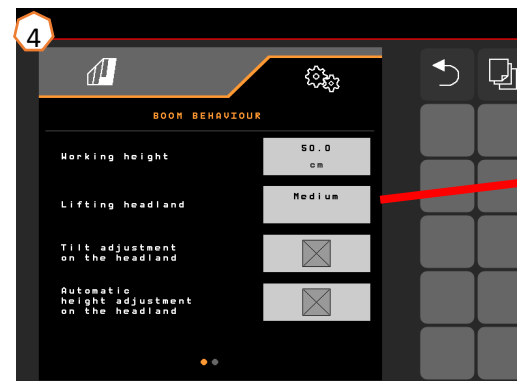 4
BOOM BEHAVIOUR
Working height
50.0
cm
Lifting headland
Medium
Tilt adjustment
on the headland
Automatic
height adjustment
on the headland